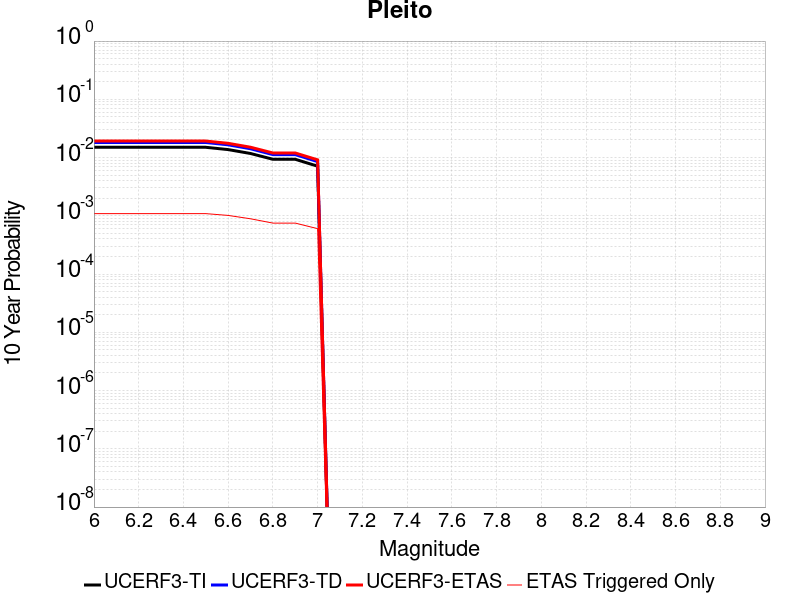 Pleito
10 Year Probability
10^0
10^-1
10^-2
10^-3
10^-4
10^-5
10^-6
10^-7
10^-8
6 6.2 6.4 6.6 6.8 7 7.2 7.4 7.6 7.8 8 8.2 8.4 8.6 8.8 9
Magnitude
UCERF3-TI UCERF3-TD UCERF3-ETAS ETAS Triggered Only